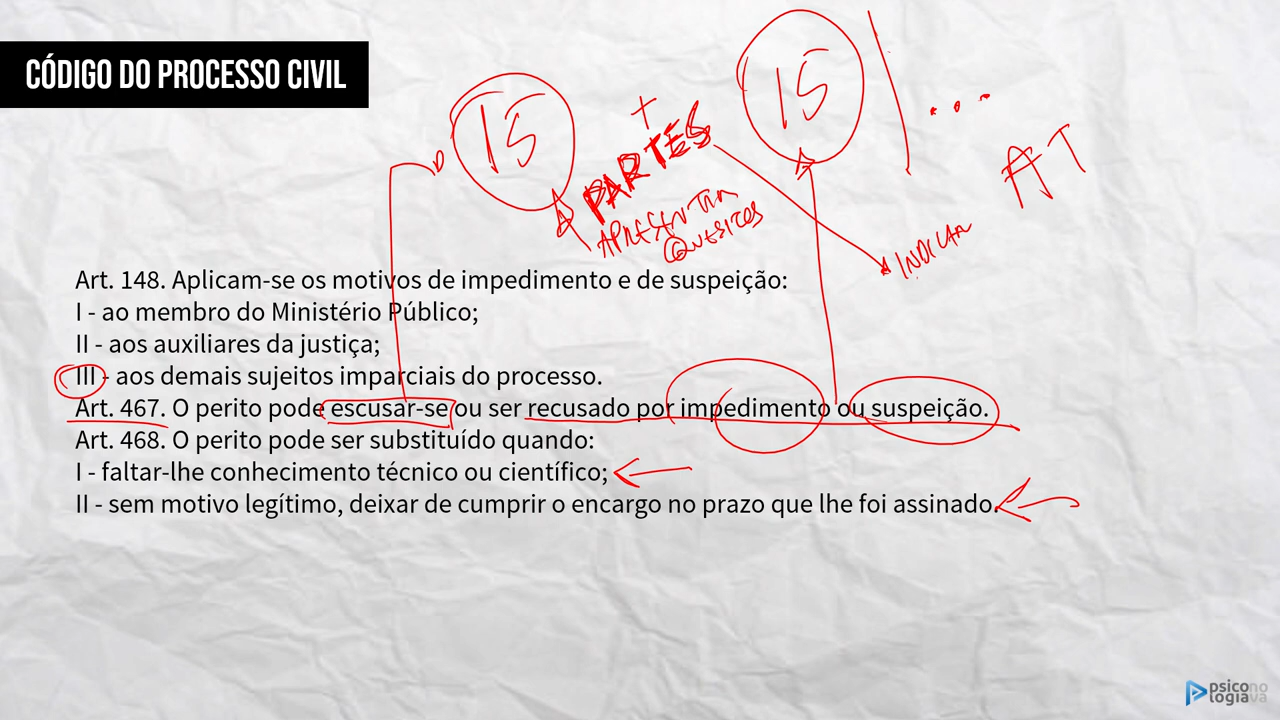 CÓDIGO DO PROCESSO CIVIL
15
+
PARTES
APRESENTAR
QUESITOS
15
...
AT
INDICAR
Art. 148. Aplicam-se os motivos de impedimento e de suspeição:
I - ao membro do Ministério Público;
II - aos auxiliares da justiça;
III - aos demais sujeitos imparciais do processo.
Art. 467. O perito pode escusar-se ou ser recusado por impedimento ou suspeição.
Art. 468. O perito pode ser substituído quando:
I - faltar-lhe conhecimento técnico ou científico;
II - sem motivo legítimo, deixar de cumprir o encargo no prazo que lhe foi assinado.
psicono
logiava